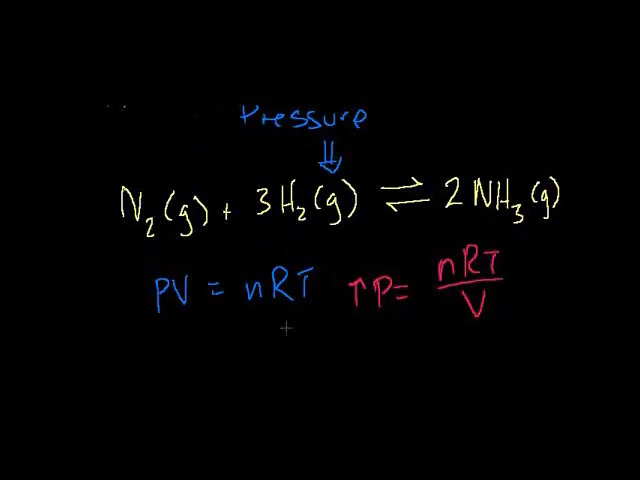 Pressure
⇓
N₂(g) + 3H₂(g) ⇌ 2NH₃(g)
PV = nRT ↑P= nRT/V